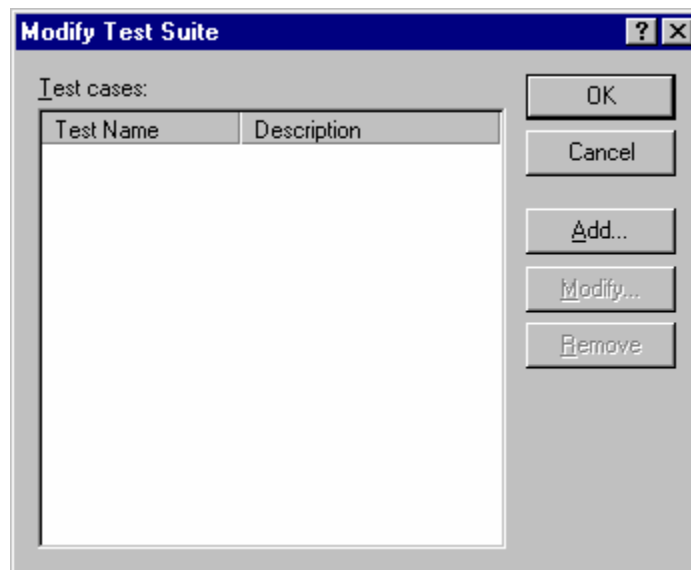 Modify Test Suite
Test cases:
Test Name Description
OK
Cancel
Add...
Modify...
Remove